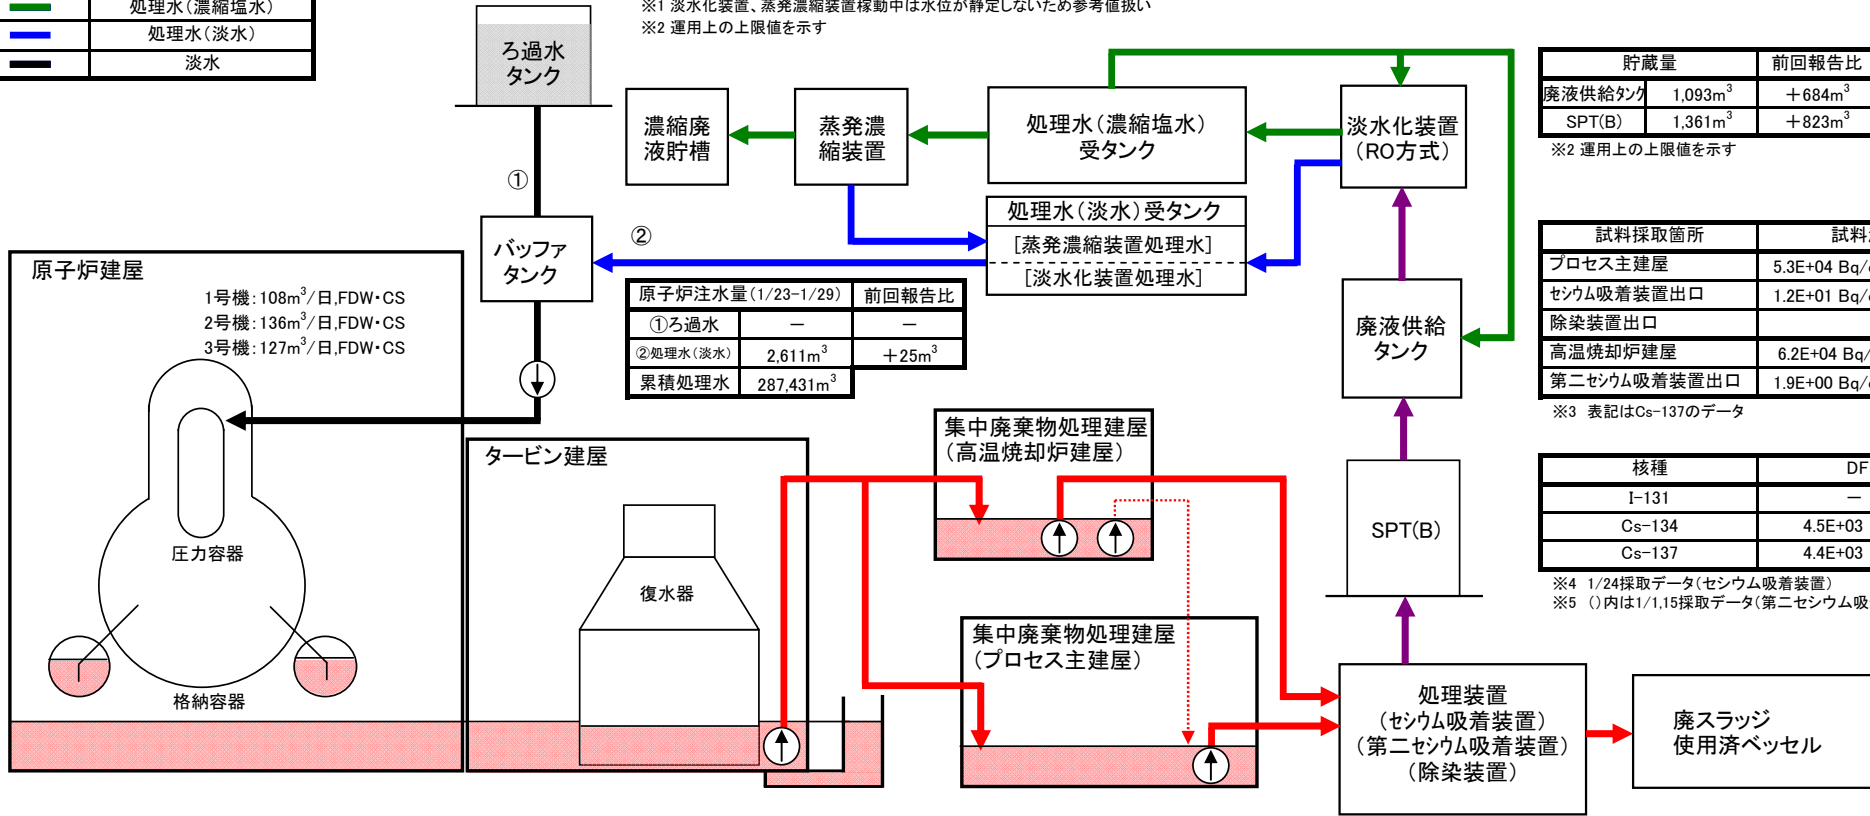 処理水(濃縮塩水)
処理水(淡水)
淡水
※1 淡水化装置、蒸発濃縮装置稼動中は水位が静定しないため参考値扱い
※2 運用上の上限値を示す
ろ過水
タンク
①
バッファ
タンク
②
濃縮廃
液貯槽
蒸発濃
縮装置
処理水(濃縮塩水)
受タンク
淡水化装置
(RO方式)
処理水(淡水)受タンク
[蒸発濃縮装置処理水]
[淡水化装置処理水]
貯蔵量 前回報告比
廃液供給タンク 1,093m³ +684m³
SPT(B) 1,361m³ +823m³
※2 運用上の上限値を示す
原子炉建屋
1号機:108m³/日,FDW・CS
2号機:136m³/日,FDW・CS
3号機:127m³/日,FDW・CS
圧力容器
格納容器
原子炉注水量(1/23-1/29) 前回報告比
①ろ過水 - -
②処理水(淡水) 2,611m³ +25m³
累積処理水 287,431m³
廃液供給
タンク
試料採取箇所 試料
プロセス主建屋 5.3E+04 Bq/
セシウム吸着装置出口 1.2E+01 Bq/
除染装置出口
高温焼却炉建屋 6.2E+04 Bq/
第二セシウム吸着装置出口 1.9E+00 Bq/
※3 表記はCs-137のデータ
タービン建屋
復水器
集中廃棄物処理建屋
(高温焼却炉建屋)
集中廃棄物処理建屋
(プロセス主建屋)
SPT(B)
核種 DF
I-131 -
Cs-134 4.5E+03
Cs-137 4.4E+03
※4 1/24採取データ(セシウム吸着装置)
※5 ()内は1/1,15採取データ(第二セシウム吸
処理装置
(セシウム吸着装置)
(第二セシウム吸着装置)
(除染装置)
廃スラッジ
使用済ベッセル